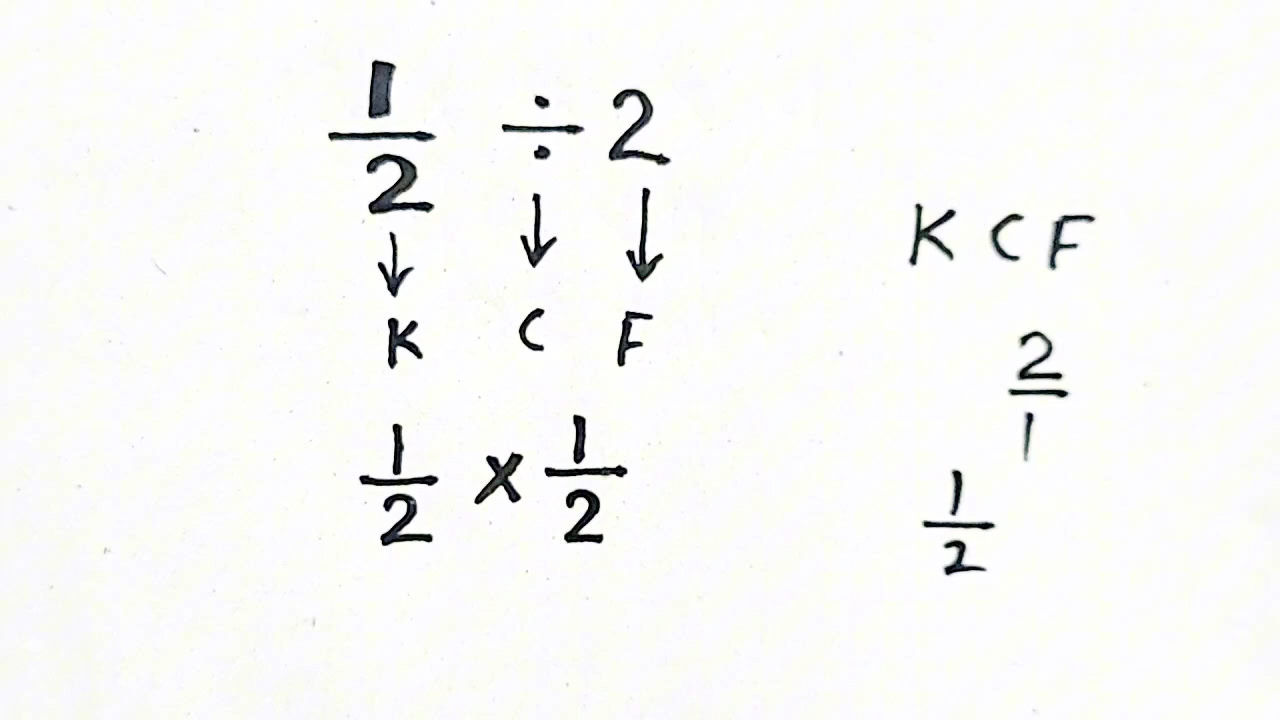 1/2 ÷ 2
↓ ↓ ↓
K C F
1/2 × 1/2
K C F
2/1
1/2